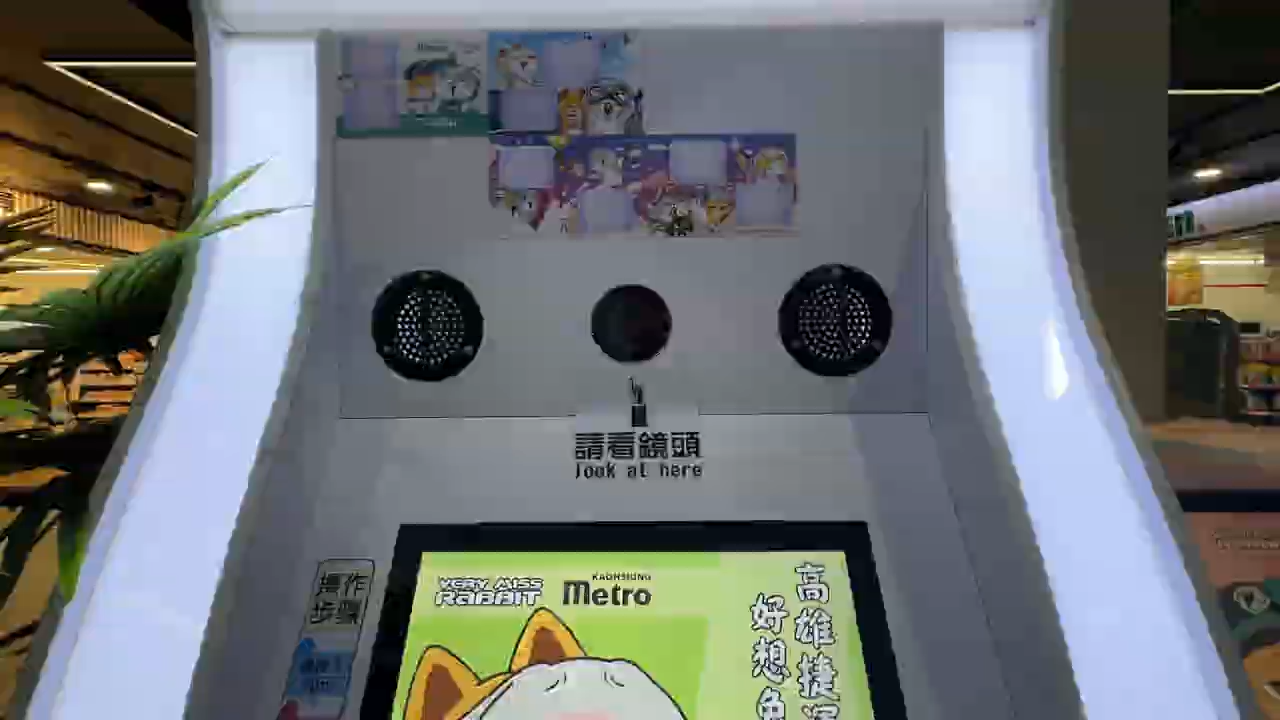 請看鏡頭
look at here
操作
步驟
VERY MISS
RABBIT
KAOHSIUNG
metro
高雄捷運
好想兔